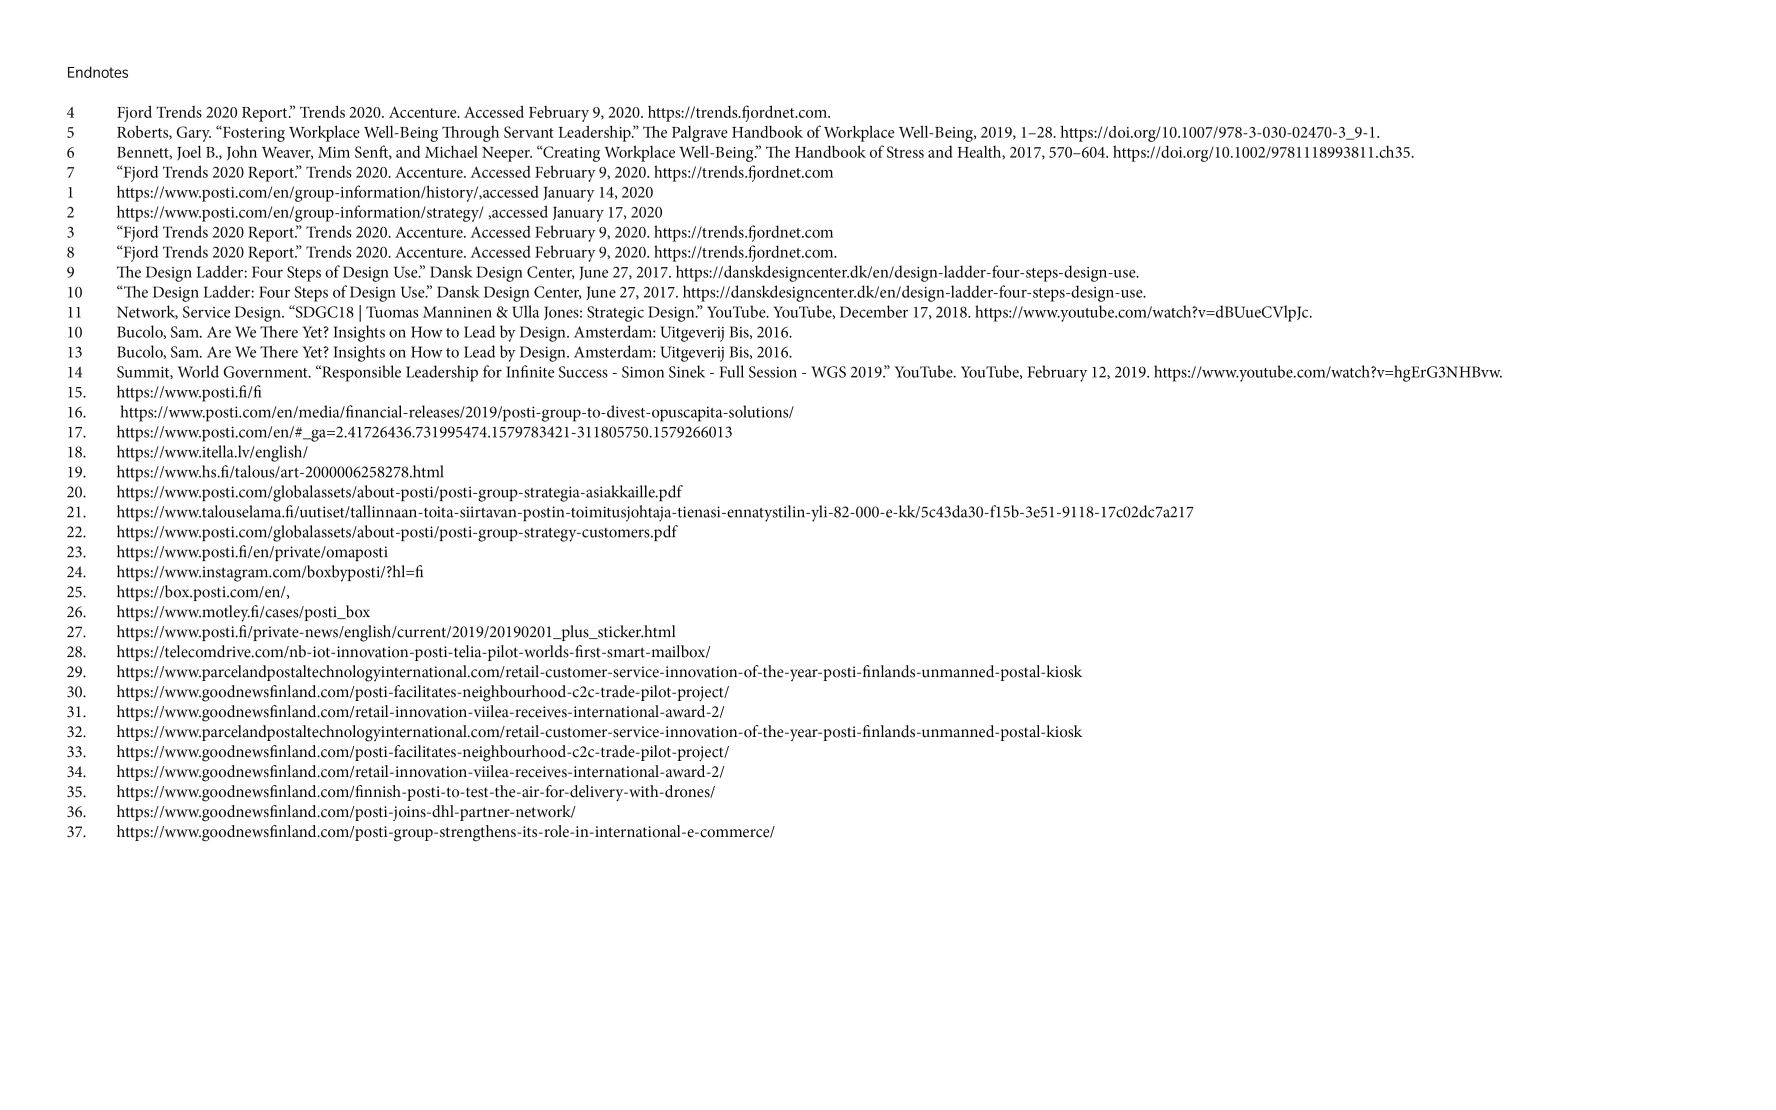 Endnotes
4 Fjord Trends 2020 Report.” Trends 2020. Accenture. Accessed February 9, 2020. https://trends.fjordnet.com.
5 Roberts, Gary. “Fostering Workplace Well-Being Through Servant Leadership.” The Palgrave Handbook of Workplace Well-Being, 2019, 1–28. https://doi.org/10.1007/978-3-030-02470-3_9-1.
6 Bennett, Joel B., John Weaver, Mim Senft, and Michael Neeper. “Creating Workplace Well-Being.” The Handbook of Stress and Health, 2017, 570–604. https://doi.org/10.1002/9781118993811.ch35.
7 “Fjord Trends 2020 Report.” Trends 2020. Accenture. Accessed February 9, 2020. https://trends.fjordnet.com
1 https://www.posti.com/en/group-information/history/,accessed January 14, 2020
2 https://www.posti.com/en/group-information/strategy/ ,accessed January 17, 2020
3 “Fjord Trends 2020 Report.” Trends 2020. Accenture. Accessed February 9, 2020. https://trends.fjordnet.com
8 “Fjord Trends 2020 Report.” Trends 2020. Accenture. Accessed February 9, 2020. https://trends.fjordnet.com.
9 The Design Ladder: Four Steps of Design Use.” Dansk Design Center, June 27, 2017. https://danskdesigncenter.dk/en/design-ladder-four-steps-design-use.
10 “The Design Ladder: Four Steps of Design Use.” Dansk Design Center, June 27, 2017. https://danskdesigncenter.dk/en/design-ladder-four-steps-design-use.
11 Network, Service Design. “SDGC18 | Tuomas Manninen & Ulla Jones: Strategic Design.” YouTube. YouTube, December 17, 2018. https://www.youtube.com/watch?v=dBUueCVlpJc.
10 Bucolo, Sam. Are We There Yet? Insights on How to Lead by Design. Amsterdam: Uitgeverij Bis, 2016.
13 Bucolo, Sam. Are We There Yet? Insights on How to Lead by Design. Amsterdam: Uitgeverij Bis, 2016.
14 Summit, World Government. “Responsible Leadership for Infinite Success - Simon Sinek - Full Session - WGS 2019.” YouTube. YouTube, February 12, 2019. https://www.youtube.com/watch?v=hgErG3NHBvw.
15. https://www.posti.fi/fi
16. https://www.posti.com/en/media/financial-releases/2019/posti-group-to-divest-opuscapita-solutions/
17. https://www.posti.com/en/#_ga=2.41726436.731995474.1579783421-311805750.1579266013
18. https://www.itella.lv/english/
19. https://www.hs.fi/talous/art-2000006258278.html
20. https://www.posti.com/globalassets/about-posti/posti-group-strategia-asiakkaille.pdf
21. https://www.talouselama.fi/uutiset/tallinnaan-toita-siirtavan-postin-toimitusjohtaja-tienasi-ennatystilin-yli-82-000-e-kk/5c43da30-f15b-3e51-9118-17c02dc7a217
22. https://www.posti.com/globalassets/about-posti/posti-group-strategy-customers.pdf
23. https://www.posti.fi/en/private/omaposti
24. https://www.instagram.com/boxbyposti/?hl=fi
25. https://box.posti.com/en/,
26. https://www.motley.fi/cases/posti_box
27. https://www.posti.fi/private-news/english/current/2019/20190201_plus_sticker.html
28. https://telecomdrive.com/nb-iot-innovation-posti-telia-pilot-worlds-first-smart-mailbox/
29. https://www.parcelandpostaltechnologyinternational.com/retail-customer-service-innovation-of-the-year-posti-finlands-unmanned-postal-kiosk
30. https://www.goodnewsfinland.com/posti-facilitates-neighbourhood-c2c-trade-pilot-project/
31. https://www.goodnewsfinland.com/retail-innovation-viilea-receives-international-award-2/
32. https://www.parcelandpostaltechnologyinternational.com/retail-customer-service-innovation-of-the-year-posti-finlands-unmanned-postal-kiosk
33. https://www.goodnewsfinland.com/posti-facilitates-neighbourhood-c2c-trade-pilot-project/
34. https://www.goodnewsfinland.com/retail-innovation-viilea-receives-international-award-2/
35. https://www.goodnewsfinland.com/finnish-posti-to-test-the-air-for-delivery-with-drones/
36. https://www.goodnewsfinland.com/posti-joins-dhl-partner-network/
37. https://www.goodnewsfinland.com/posti-group-strengthens-its-role-in-international-e-commerce/